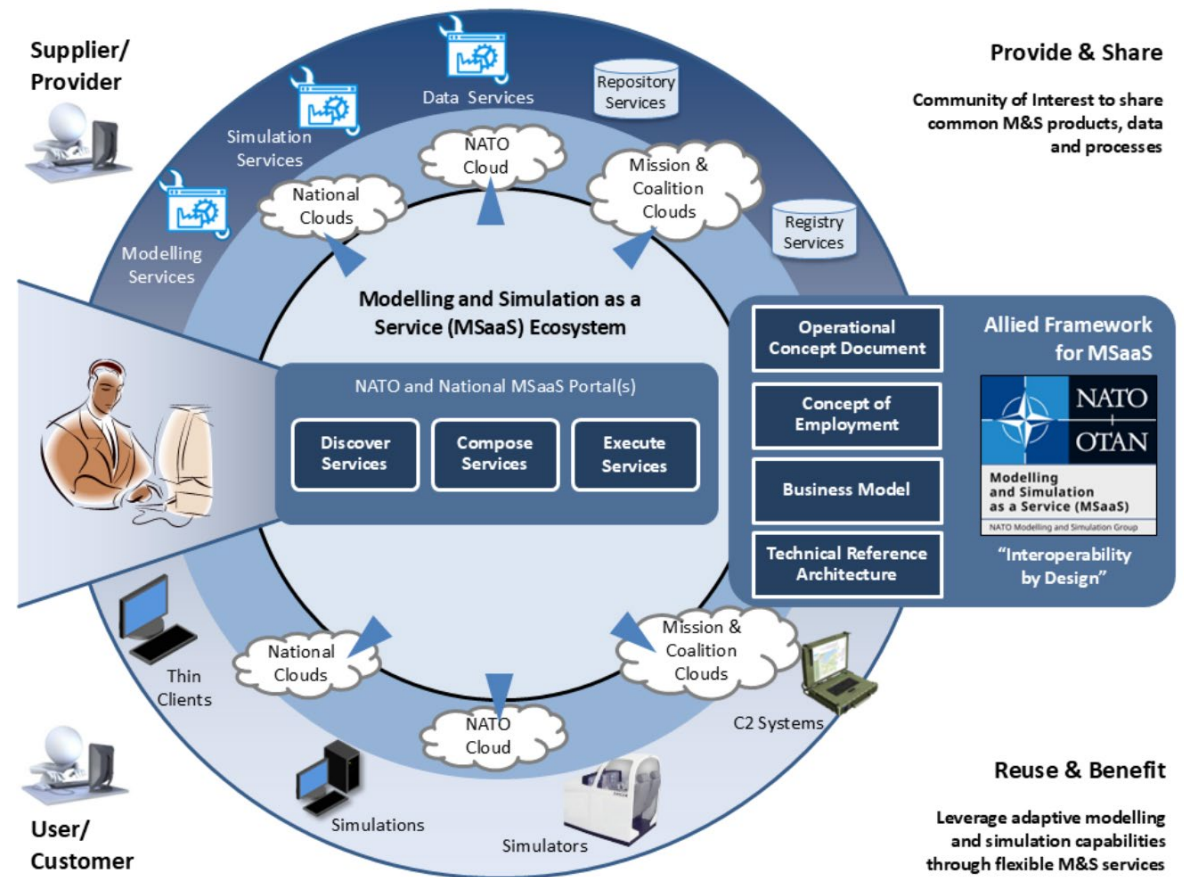 Supplier/
Provider
Data Services
Repository
Services
Simulation
Services
Modelling
Services
Registry
Services
Provide & Share
Community of Interest to share
common M&S products, data
and processes
National
Clouds
NATO
Cloud
Mission &
Coalition
Clouds
Modelling and Simulation as a
Service (MSaaS) Ecosystem
NATO and National MSaaS Portal(s)
Discover
Services
Compose
Services
Execute
Services
Operational
Concept Document
Concept of
Employment
Business Model
Technical Reference
Architecture
Allied Framework
for MSaaS
NATO
OTAN
Modelling
and Simulation
as a Service (MSaaS)
NATO Modelling and Simulation Group
“Interoperability
by Design”
National
Clouds
NATO
Cloud
Mission &
Coalition
Clouds
Thin
Clients
Simulations
Simulators
C2 Systems
User/
Customer
Reuse & Benefit
Leverage adaptive modelling
and simulation capabilities
through flexible M&S services